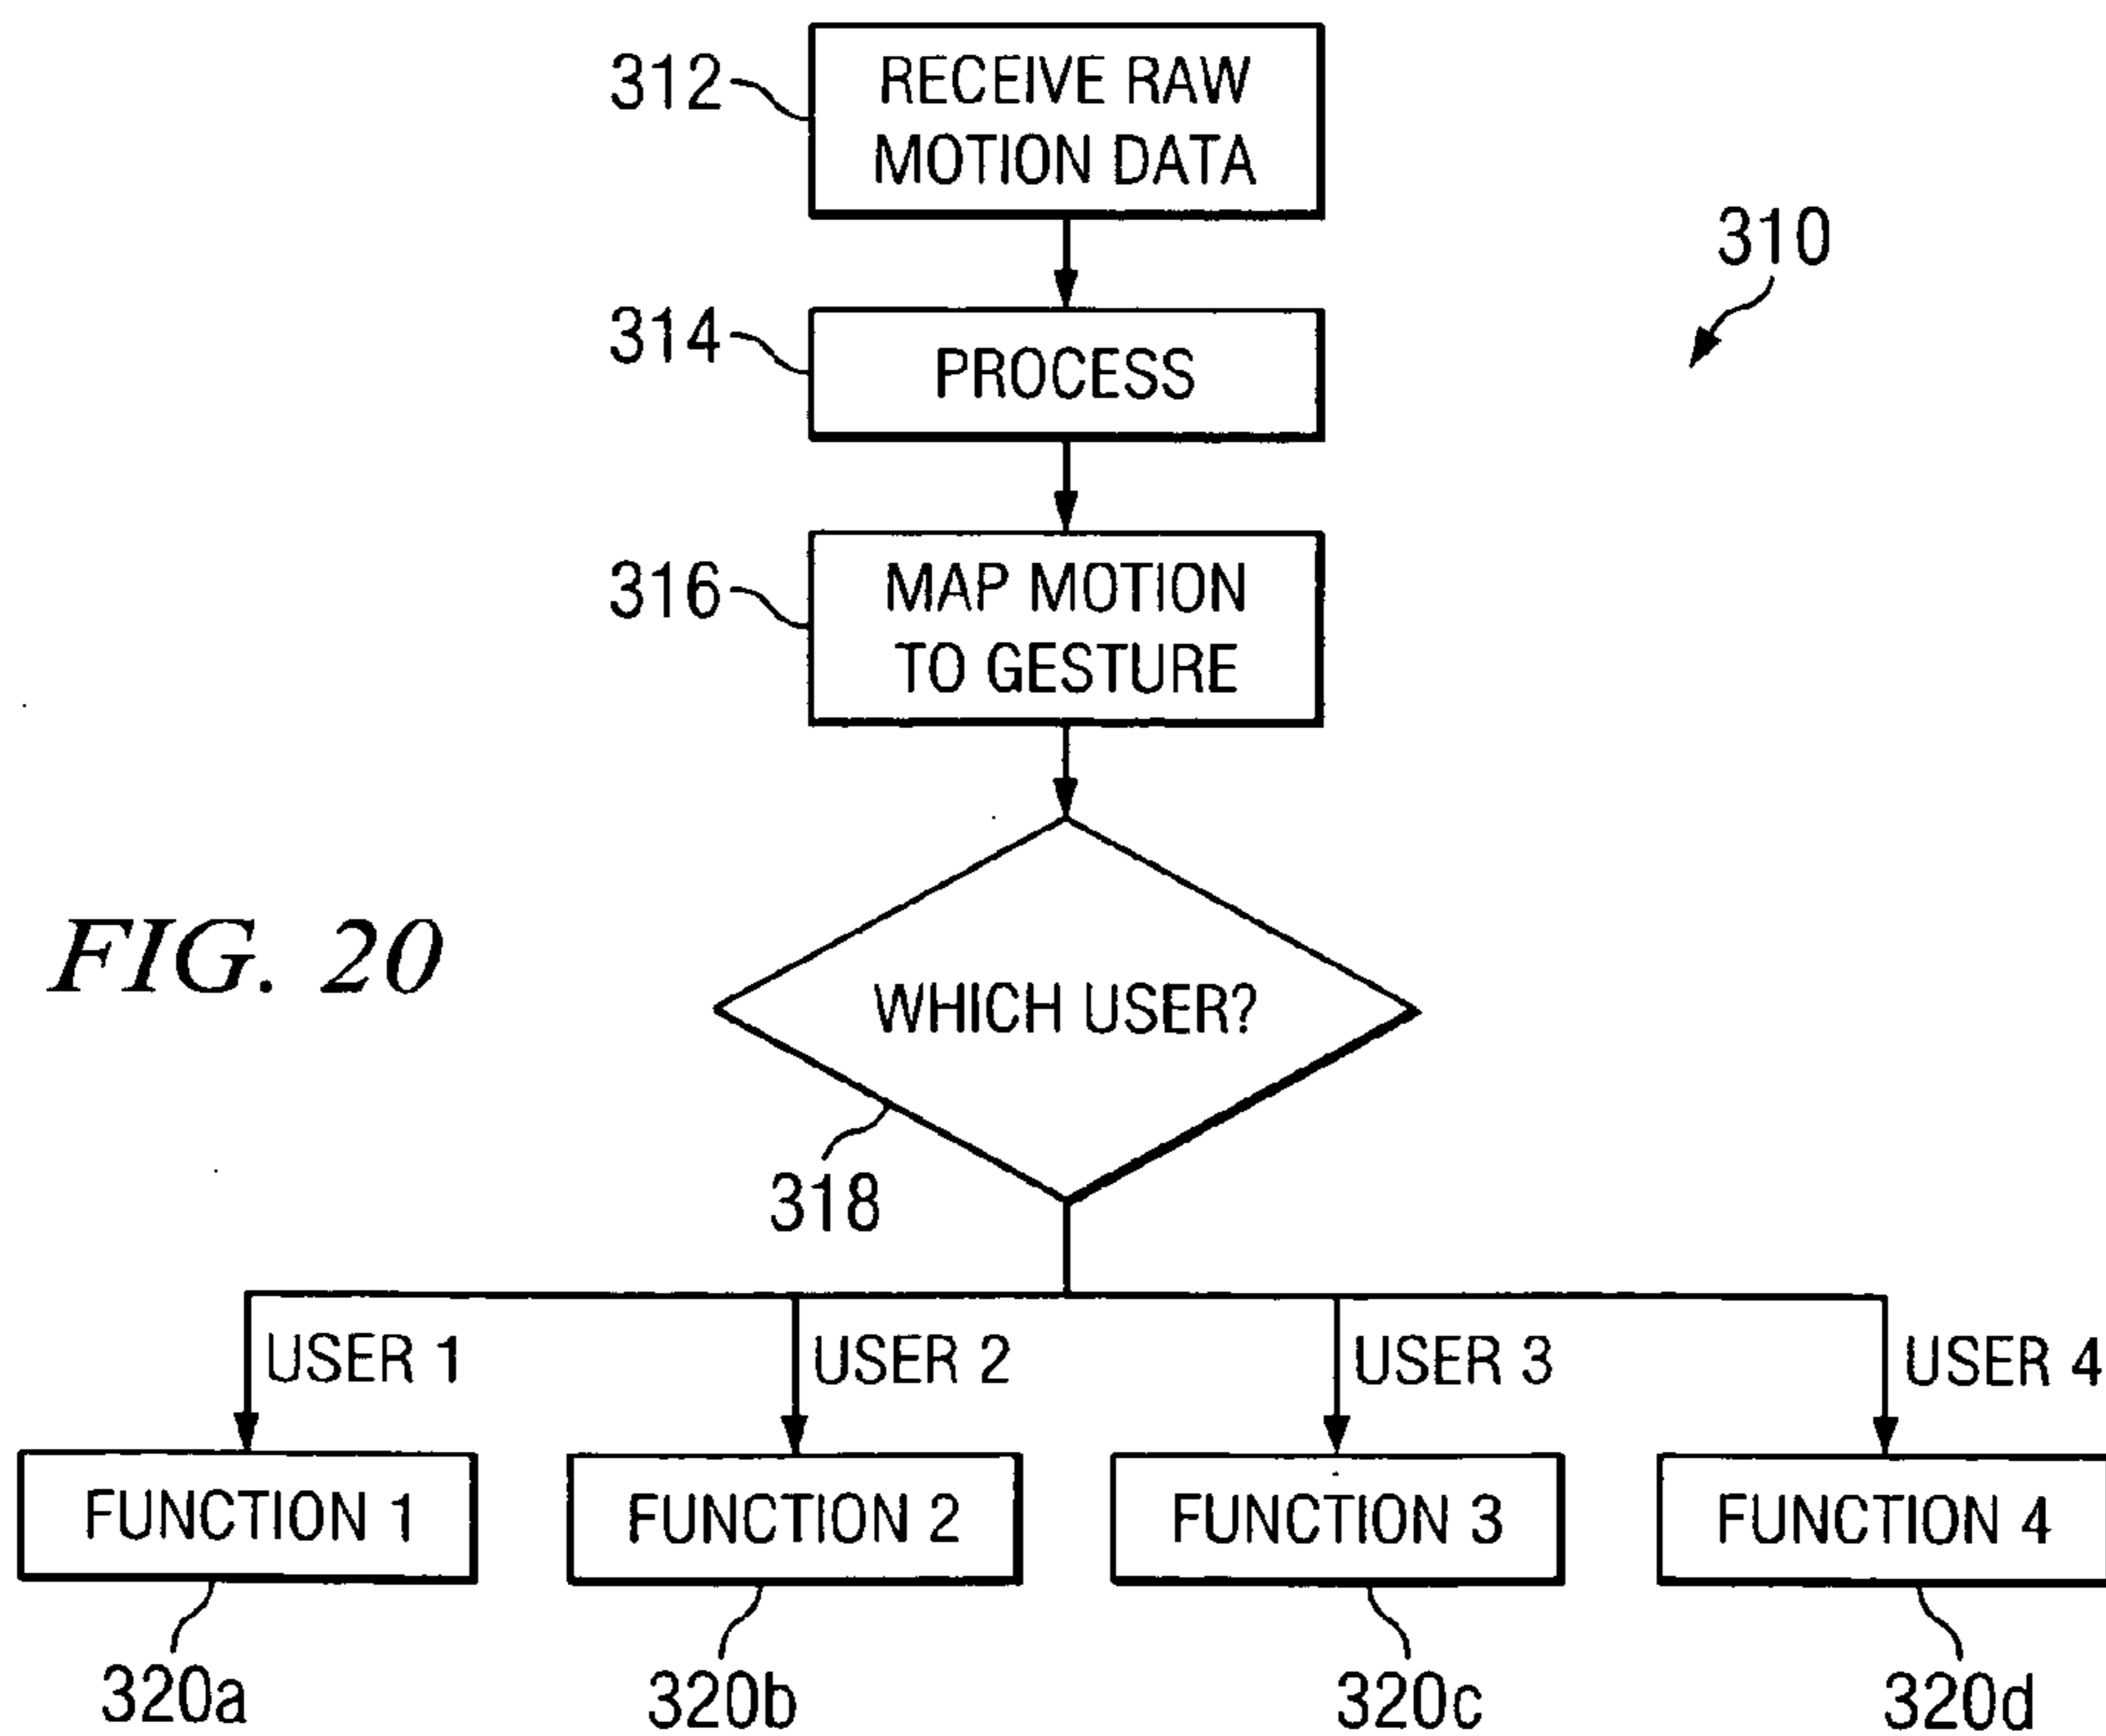 312
RECEIVE RAW
MOTION DATA
310
314
PROCESS
316
MAP MOTION
TO GESTURE
FIG. 20
WHICH USER?
318
USER 1
USER 2
USER 3
USER 4
FUNCTION 1
FUNCTION 2
FUNCTION 3
FUNCTION 4
320a
320b
320c
320d